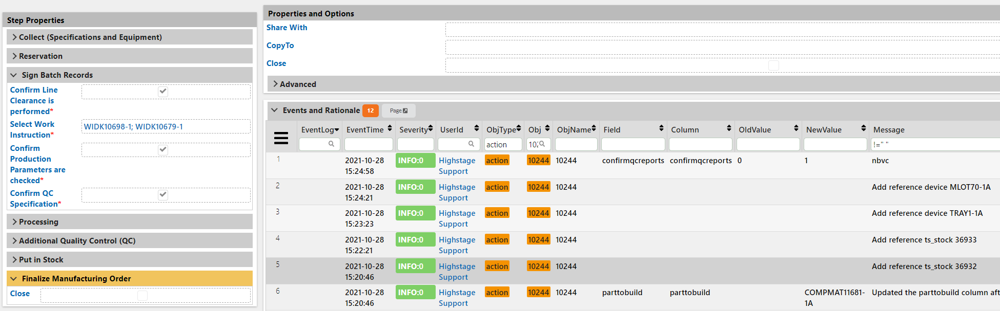 Step Properties
Collect (Specifications and Equipment)
Reservation
Sign Batch Records
Confirm Line
Clearance is
performed*
Select Work
Instruction*
WIDK10698-1; WIDK10679-1
Confirm
Production
Parameters are
checked*
Confirm QC
Specification*
Processing
Additional Quality Control (QC)
Put in Stock
Finalize Manufacturing Order
Close
Properties and Options
Share With
CopyTo
Close
Advanced
Events and Rationale 12 Page
EventLog EventTime Severity UserId ObjType Obj ObjName Field Column OldValue NewValue Message
action !=" "
1 2021-10-28 INFO:0 Highstage action 10244 10244 confirmqcreports confirmqcreports 0 1 nbvc
15:24:58 Support
2 2021-10-28 INFO:0 Highstage action 10244 10244 Add reference device MLOT70-1A
15:24:21 Support
3 2021-10-28 INFO:0 Highstage action 10244 10244 Add reference device TRAY1-1A
15:23:23 Support
4 2021-10-28 INFO:0 Highstage action 10244 10244 Add reference ts_stock 36933
15:22:21 Support
5 2021-10-28 INFO:0 Highstage action 10244 10244 Add reference ts_stock 36932
15:20:46 Support
6 2021-10-28 INFO:0 Highstage action 10244 10244 parttobuild parttobuild COMPMAT11681- Updated the parttobuild column aft
15:20:46 Support 1A